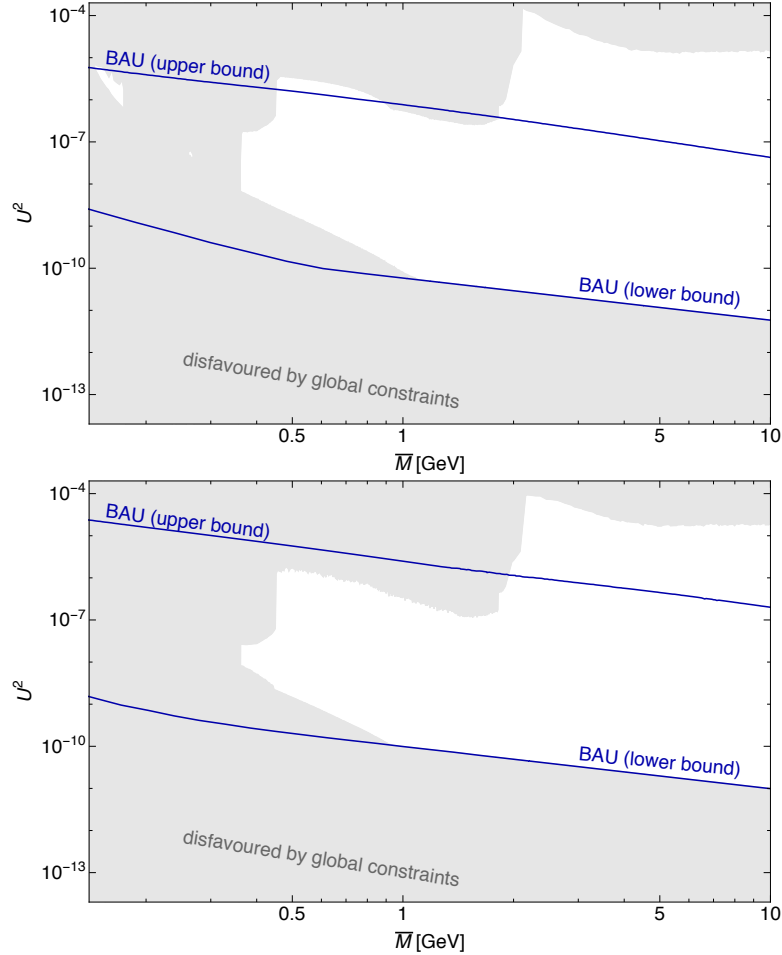 10⁻⁴
BAU (upper bound)
10⁻⁷
U²
10⁻¹⁰
BAU (lower bound)
disfavoured by global constraints
10⁻¹³
0.5 1 5 10
M̅ [GeV]
10⁻⁴
BAU (upper bound)
10⁻⁷
U²
10⁻¹⁰
BAU (lower bound)
disfavoured by global constraints
10⁻¹³
0.5 1 5 10
M̅ [GeV]